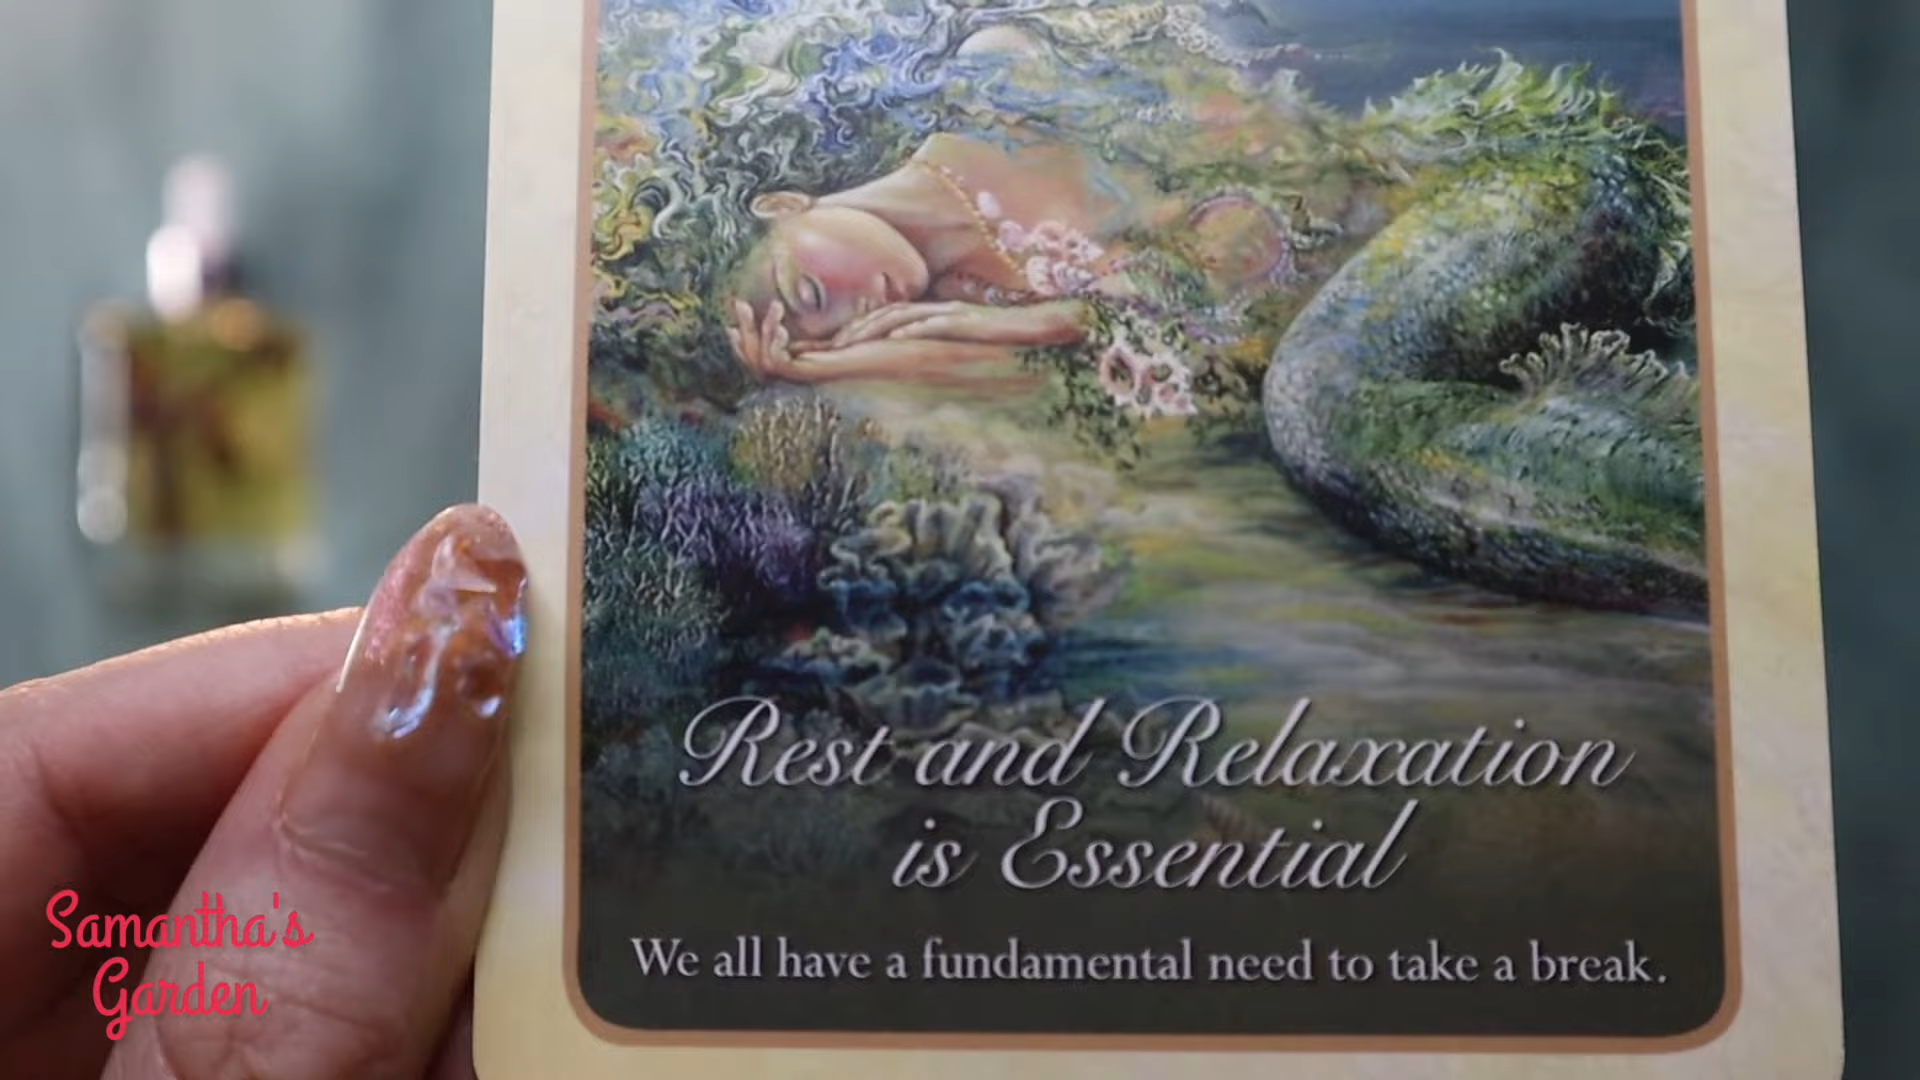 Rest and Relaxation
is Essential
We all have a fundamental need to take a break.
Samantha's
Garden